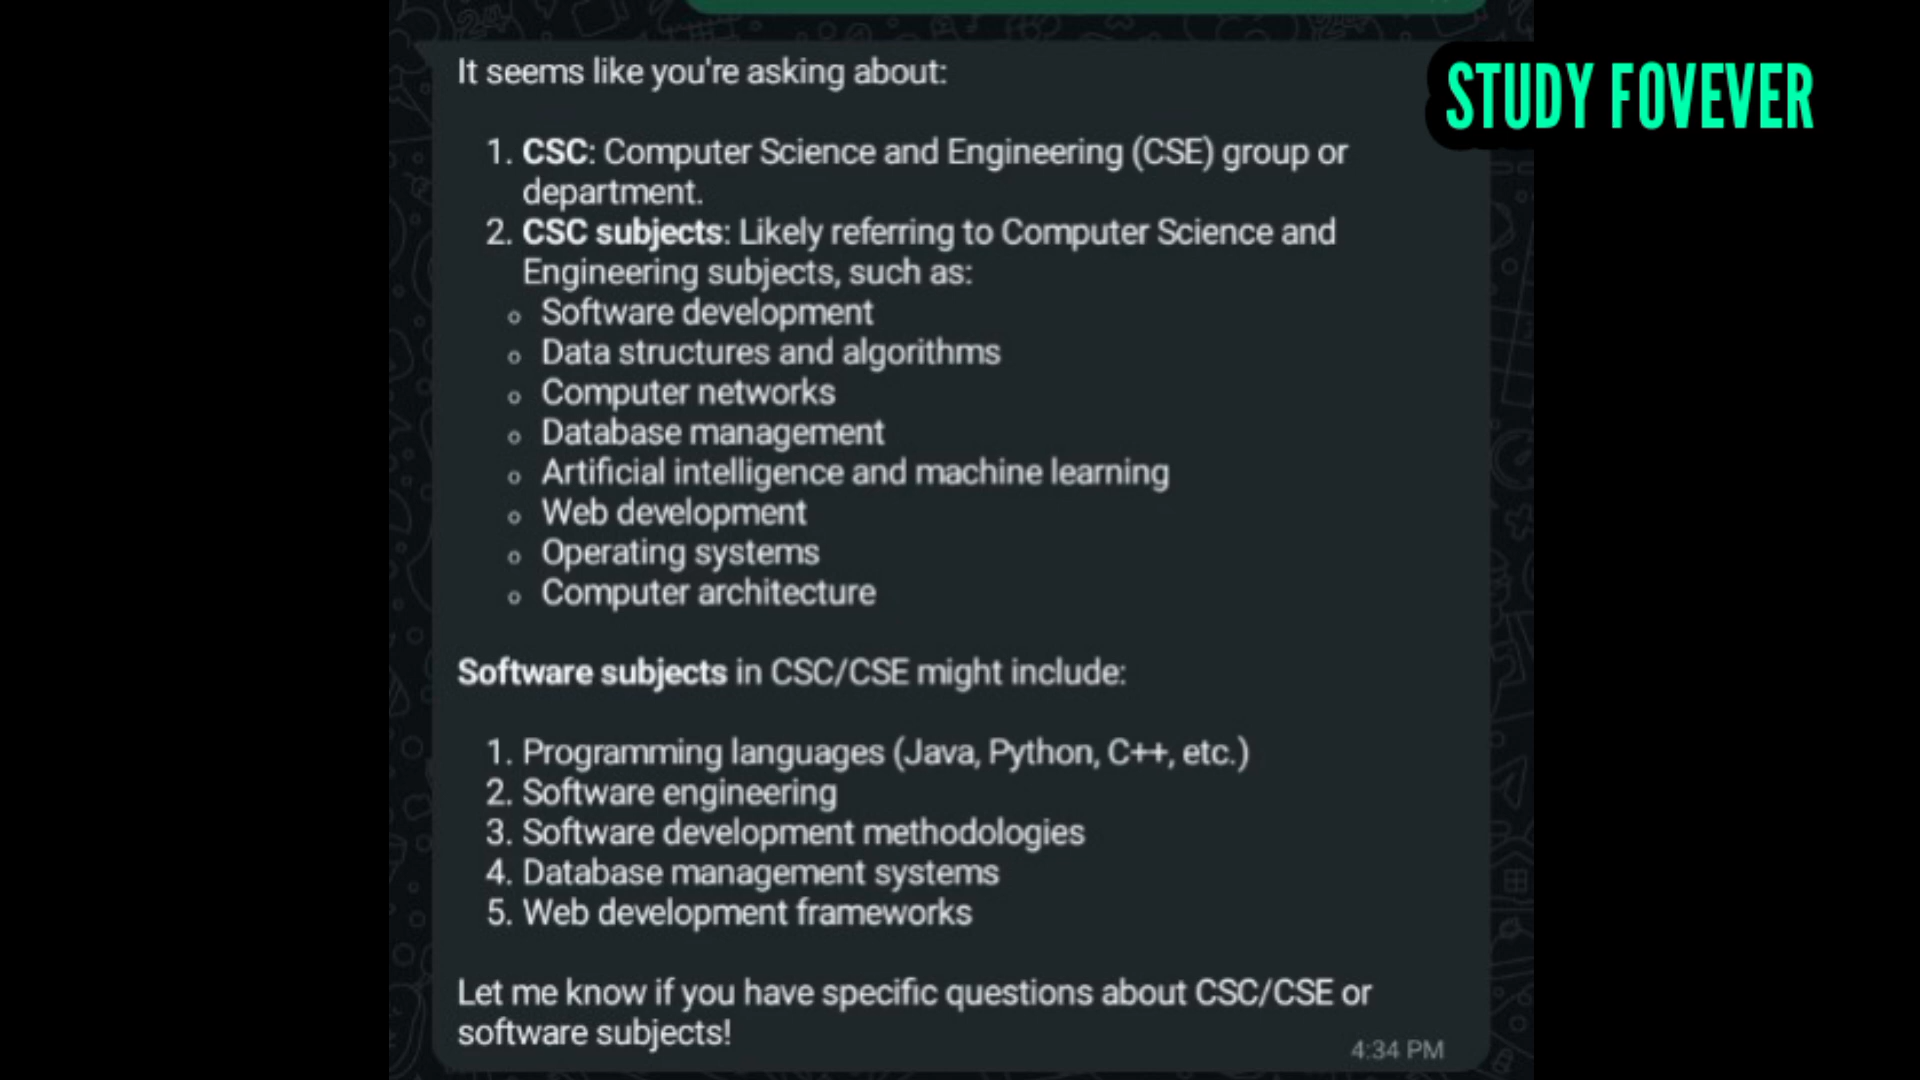 It seems like you're asking about:
STUDY FOVEVER
1. CSC: Computer Science and Engineering (CSE) group or
department.
2. CSC subjects: Likely referring to Computer Science and
Engineering subjects, such as:
Software development
Data structures and algorithms
Computer networks
Database management
Artificial intelligence and machine learning
Web development
Operating systems
Computer architecture
Software subjects in CSC/CSE might include:
1. Programming languages (Java, Python, C++, etc.)
2. Software engineering
3. Software development methodologies
4. Database management systems
5. Web development frameworks
Let me know if you have specific questions about CSC/CSE or
software subjects!
4:34 PM